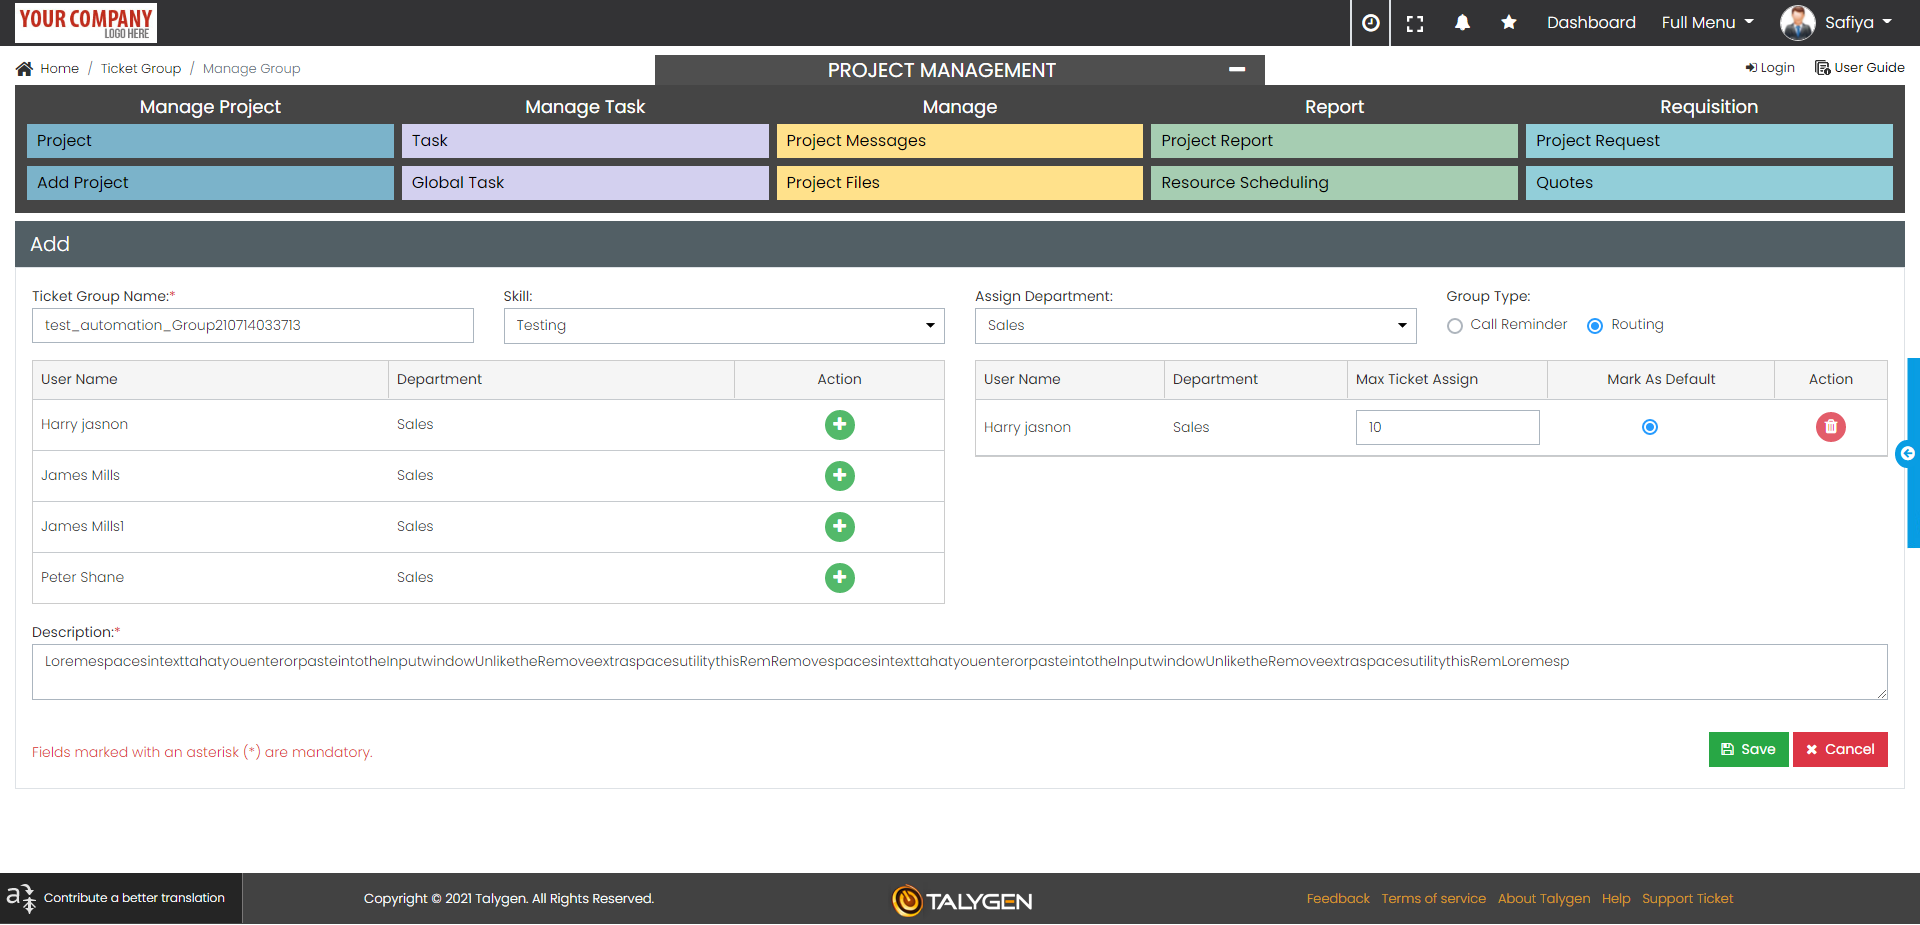 YOUR COMPANY
LOGO HERE
Dashboard Full Menu Safiya
Home / Ticket Group / Manage Group
PROJECT MANAGEMENT
Login User Guide
Manage Project Manage Task Manage Report Requisition
Project Task Project Messages Project Report Project Request
Add Project Global Task Project Files Resource Scheduling Quotes
Add
Ticket Group Name:* Skill: Assign Department: Group Type:
test_automation_Group210714033713 Testing Sales Call Reminder Routing
User Name Department Action
Harry jasnon Sales
James Mills Sales
James Mills1 Sales
Peter Shane Sales
User Name Department Max Ticket Assign Mark As Default Action
Harry jasnon Sales 10
Description:*
LoremespacesintexttahatyouenterorpasteintotheInputwindowUnliketheRemoveextraspacesutilitythisRemRemovespacesintexttahatyouenterorpasteintotheInputwindowUnliketheRemoveextraspacesutilitythisRemLoremesp
Fields marked with an asterisk (*) are mandatory.
Save Cancel
Contribute a better translation
Copyright © 2021 Talygen. All Rights Reserved.
TALYGEN
Feedback Terms of service About Talygen Help Support Ticket